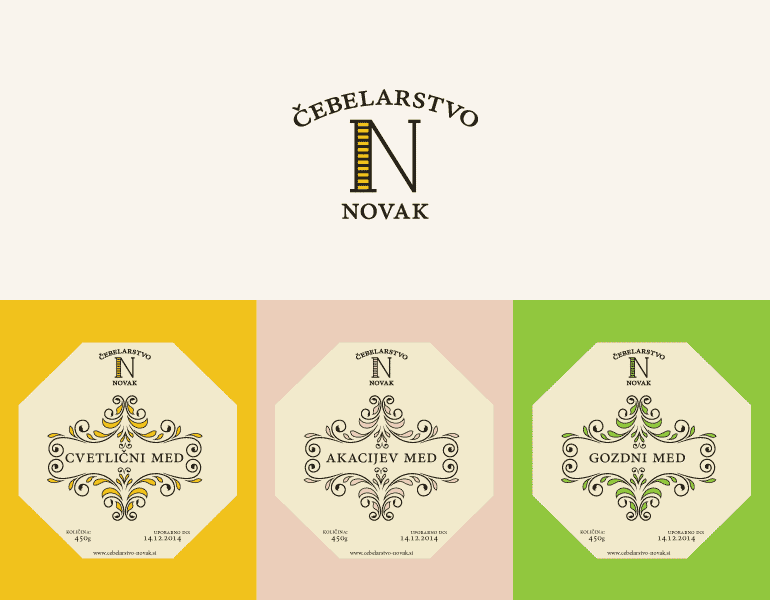 ČEBELARSTVO
N
NOVAK
ČEBELARSTVO
N
NOVAK
CVETLIČNI MED
KOLIČINA:
450g
UPORABNO DO:
14.12.2014
www.cebelarstvo-novak.si
ČEBELARSTVO
N
NOVAK
AKACIJEV MED
KOLIČINA:
450g
UPORABNO DO:
14.12.2014
www.cebelarstvo-novak.si
ČEBELARSTVO
N
NOVAK
GOZDNI MED
KOLIČINA:
450g
UPORABNO DO:
14.12.2014
www.cebelarstvo-novak.si